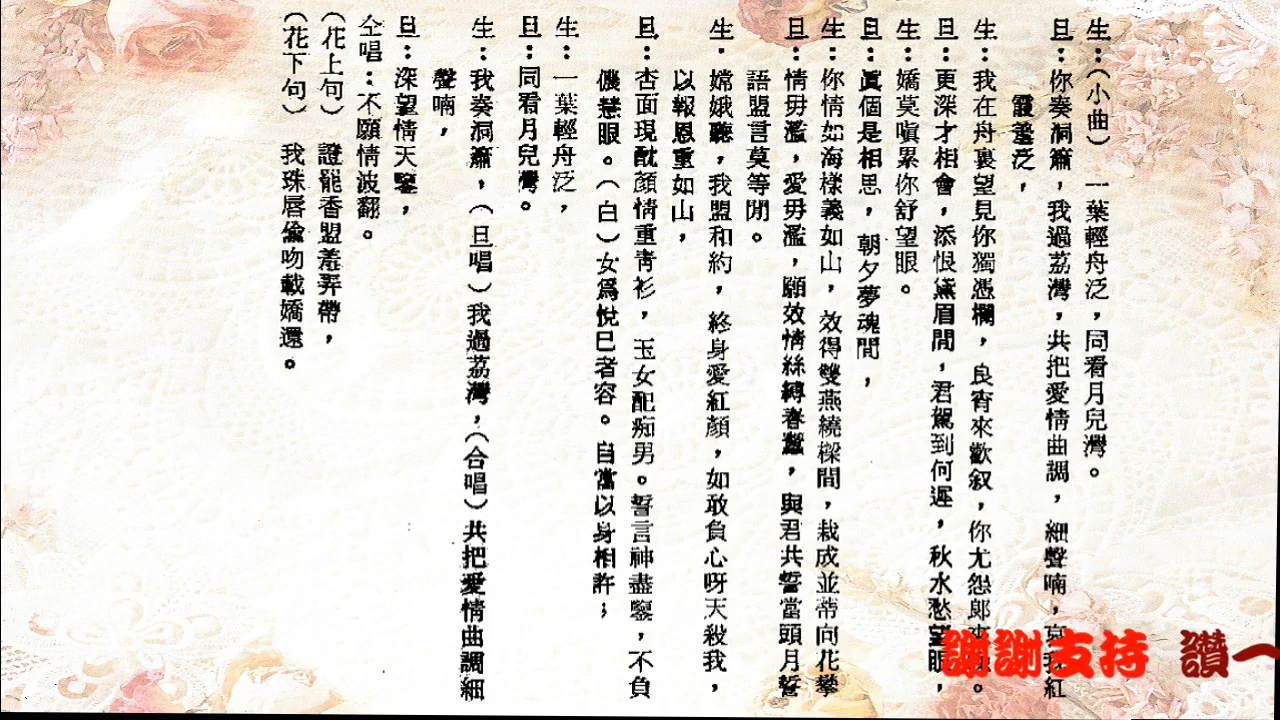 生：（小曲） 一葉輕舟泛，同看月兒灣。
旦：你奏洞簫，我過荔灣，共把愛情曲調，細聲喃， 我紅
霞羞泛，
生：我在舟裏望見你獨憑欄，良宵來歡叙，你尤怨郞 。
旦：更深才相會，添恨黛眉間，君駕到何遲，秋水愁望眼，
生：嬌莫嗔累你舒望眼。
旦：眞個是相思，朝夕夢魂間，
生：你情如海樣義如山，效得雙燕繞樑間，栽成並蒂向花攀
旦：情毋濫，愛毋濫，願效情絲縛春蠶，與君共誓當頭月誓
語盟言莫等閒。
生．嫦娥聽，我盟和約，終身愛紅顏，如敢負心呀天殺我，
以報恩重如山，
旦：杏面現酡顏情重靑衫，玉女配痴男。誓言神盡鑒，不負
儂慧眼。（白）女爲悅巳者容。自當以身相許；
生：一葉輕舟泛，
旦：同看月兒灣。
生：我奏洞簫，（旦唱）我過荔灣，（合唱）共把愛情曲調細
聲喃，
旦：深望情天鑒，
仝唱：不願情波翻。
（花上句） 證龍香盟羞弄帶，
（花下句） 我珠唇偸吻載嬌還。
謝謝支持 讚一